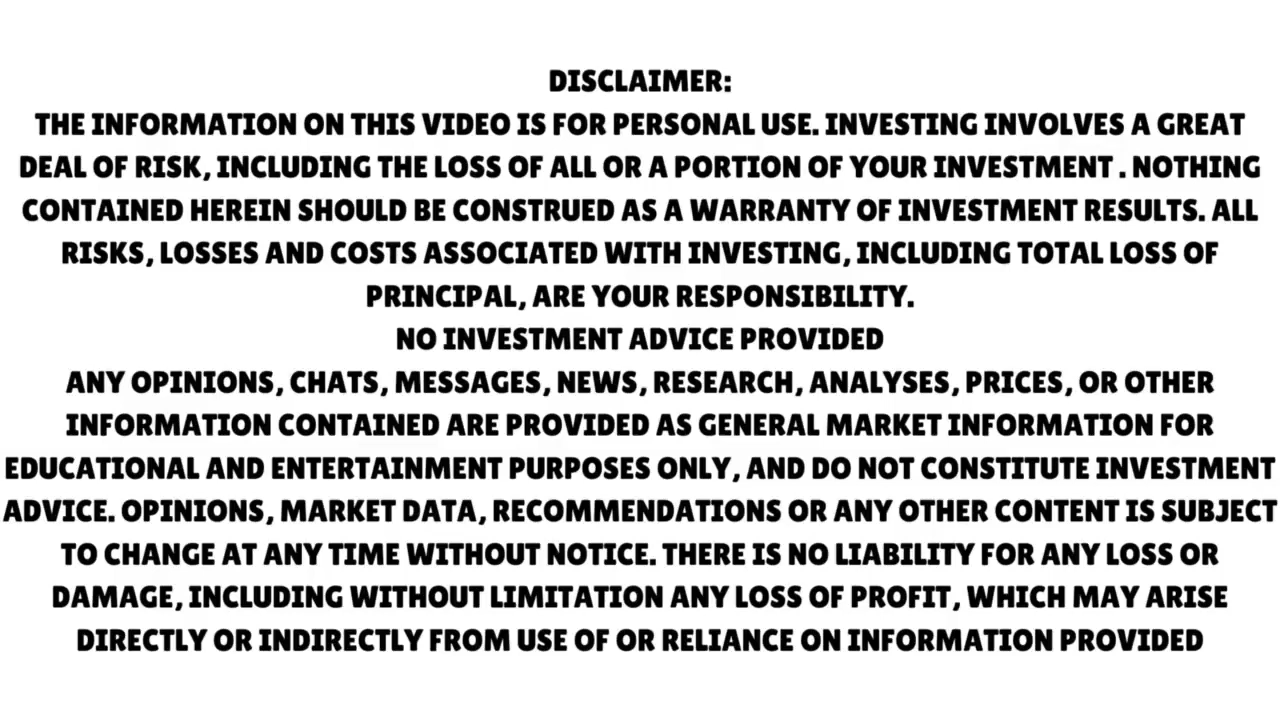 DISCLAIMER:
THE INFORMATION ON THIS VIDEO IS FOR PERSONAL USE. INVESTING INVOLVES A GREAT
DEAL OF RISK, INCLUDING THE LOSS OF ALL OR A PORTION OF YOUR INVESTMENT . NOTHING
CONTAINED HEREIN SHOULD BE CONSTRUED AS A WARRANTY OF INVESTMENT RESULTS. ALL
RISKS, LOSSES AND COSTS ASSOCIATED WITH INVESTING, INCLUDING TOTAL LOSS OF
PRINCIPAL, ARE YOUR RESPONSIBILITY.
NO INVESTMENT ADVICE PROVIDED
ANY OPINIONS, CHATS, MESSAGES, NEWS, RESEARCH, ANALYSES, PRICES, OR OTHER
INFORMATION CONTAINED ARE PROVIDED AS GENERAL MARKET INFORMATION FOR
EDUCATIONAL AND ENTERTAINMENT PURPOSES ONLY, AND DO NOT CONSTITUTE INVESTMENT
ADVICE. OPINIONS, MARKET DATA, RECOMMENDATIONS OR ANY OTHER CONTENT IS SUBJECT
TO CHANGE AT ANY TIME WITHOUT NOTICE. THERE IS NO LIABILITY FOR ANY LOSS OR
DAMAGE, INCLUDING WITHOUT LIMITATION ANY LOSS OF PROFIT, WHICH MAY ARISE
DIRECTLY OR INDIRECTLY FROM USE OF OR RELIANCE ON INFORMATION PROVIDED